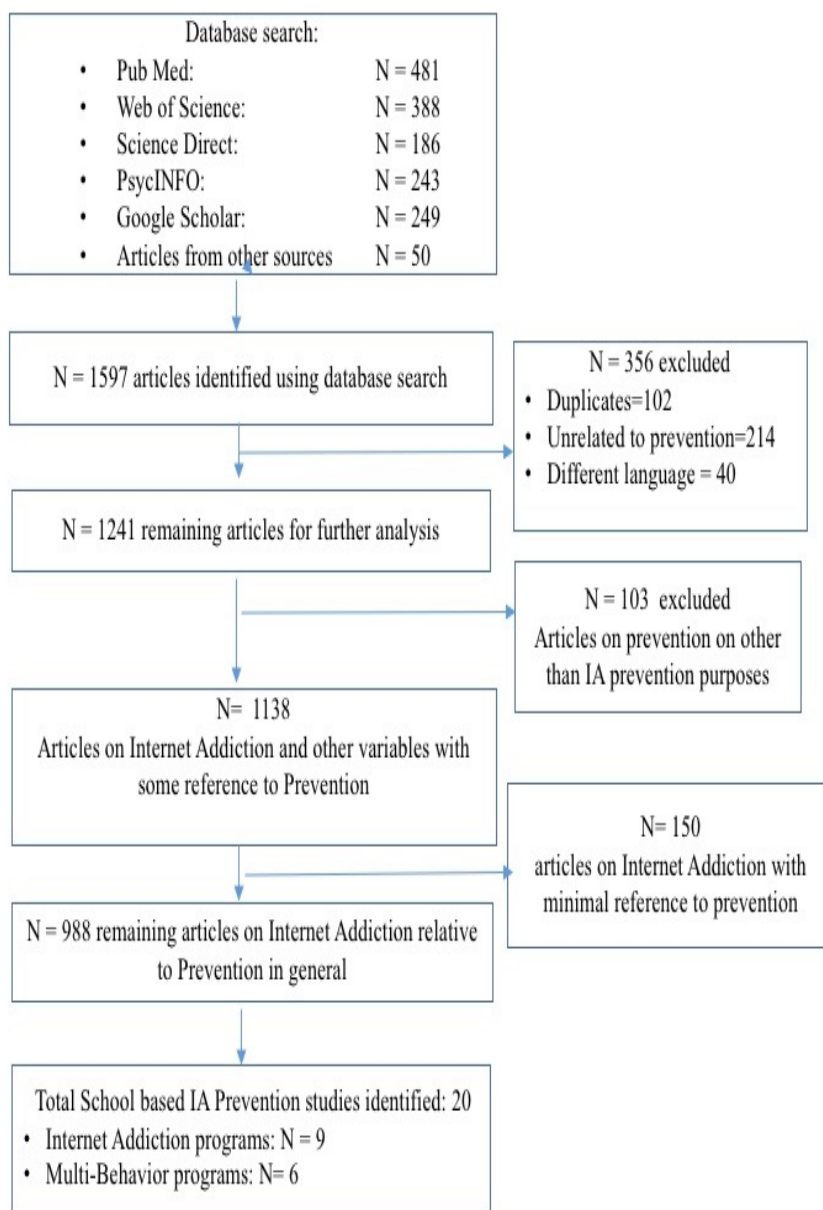 Database search:
• Pub Med: N = 481
• Web of Science: N = 388
• Science Direct: N = 186
• PsycINFO: N = 243
• Google Scholar: N = 249
• Articles from other sources N = 50
N = 1597 articles identified using database search
N = 356 excluded
• Duplicates=102
• Unrelated to prevention=214
• Different language = 40
N = 1241 remaining articles for further analysis
N = 103 excluded
Articles on prevention on other
than IA prevention purposes
N= 1138
Articles on Internet Addiction and other variables with
some reference to Prevention
N= 150
articles on Internet Addiction with
minimal reference to prevention
N = 988 remaining articles on Internet Addiction relative
to Prevention in general
Total School based IA Prevention studies identified: 20
• Internet Addiction programs: N = 9
• Multi-Behavior programs: N= 6